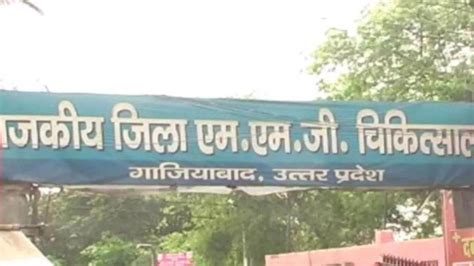 राजकीय जिला एम.एम.जी. चिकित्साल
गाजियाबाद, उत्तर प्रदेश